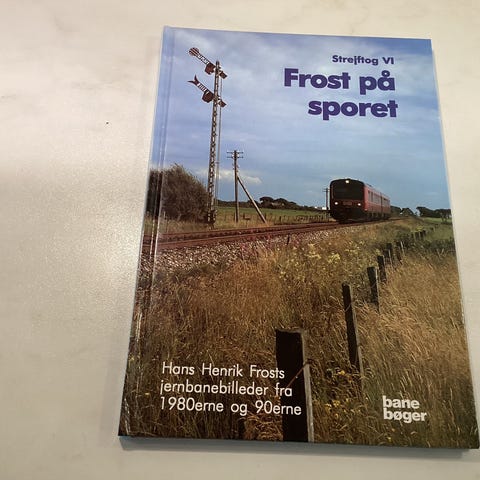 Strejftog VI
Frost på
sporet
Hans Henrik Frosts
jernbanebilleder fra
1980erne og 90erne
bane
bøger